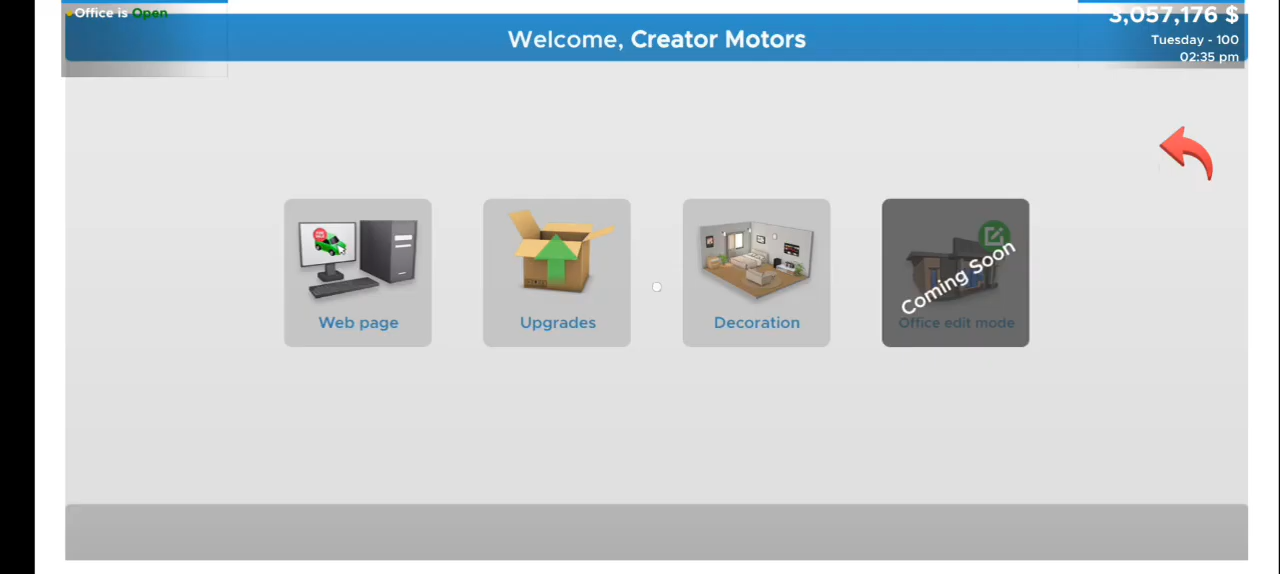 Office is Open
3,057,176 $
Welcome, Creator Motors
Tuesday - 100
02:35 pm
Web page
Upgrades
Decoration
Coming Soon
Office edit mode